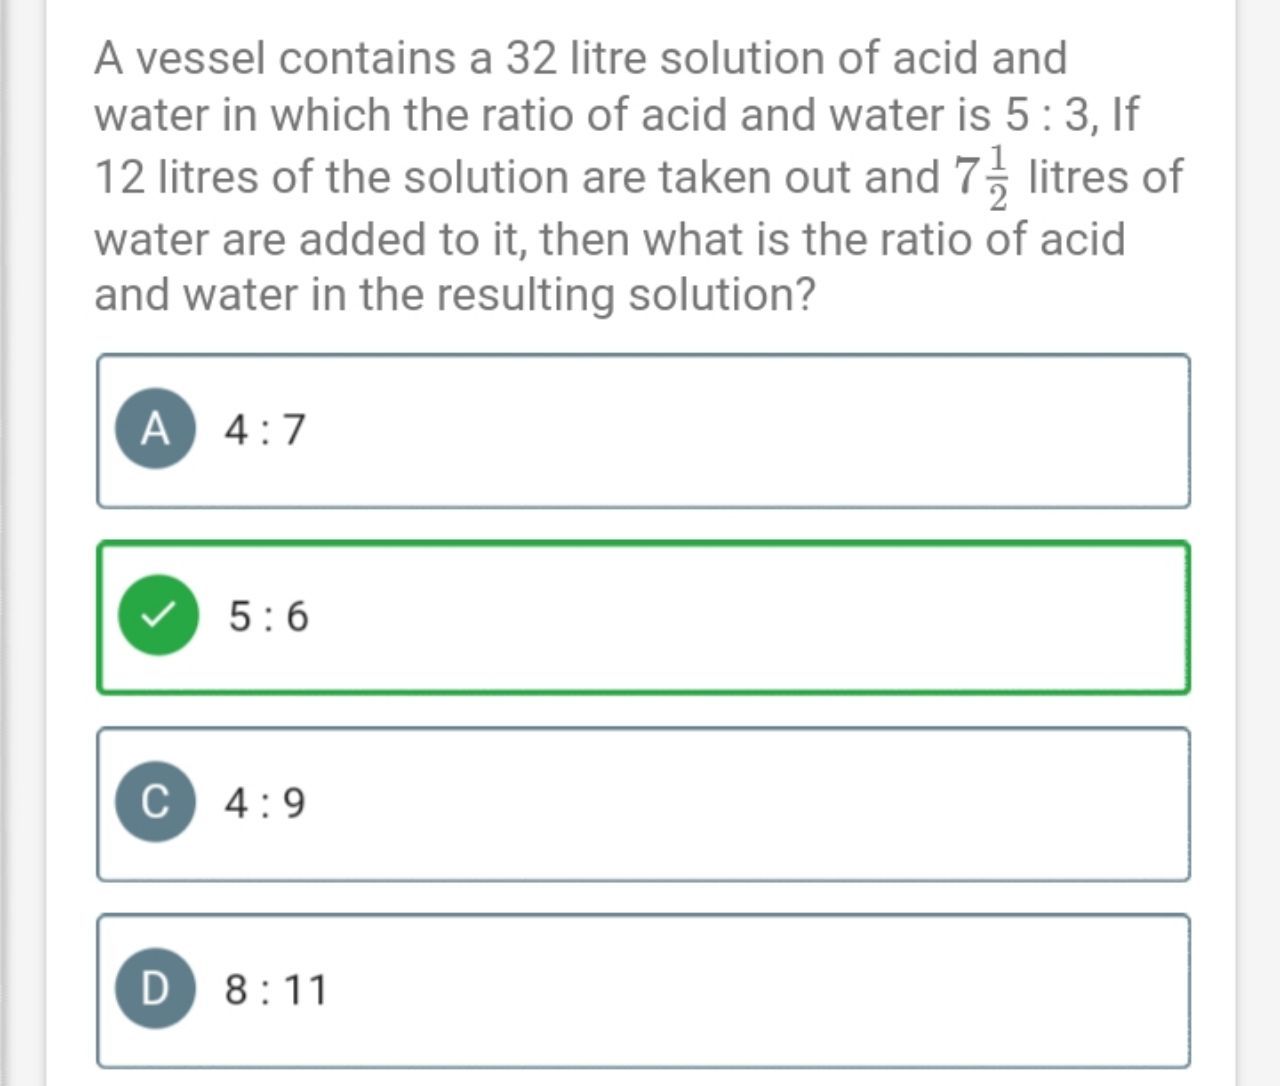 A vessel contains a 32 litre solution of acid and
water in which the ratio of acid and water is 5 : 3, If
12 litres of the solution are taken out and 7 1/2 litres of
water are added to it, then what is the ratio of acid
and water in the resulting solution?
A 4 : 7
5 : 6
C 4 : 9
D 8 : 11